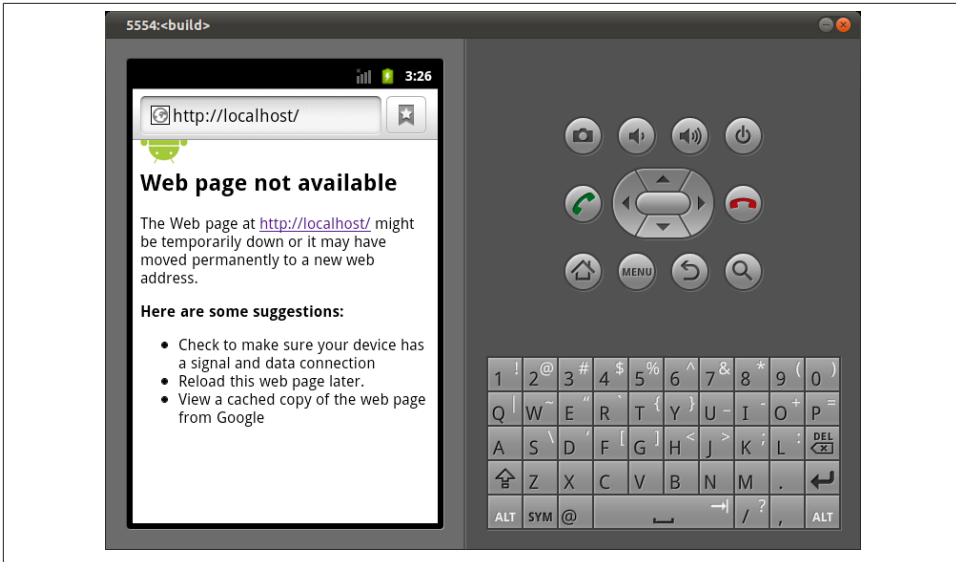 5554:<build>
3:26
http://localhost/
Web page not available
The Web page at http://localhost/ might
be temporarily down or it may have
moved permanently to a new web
address.
Here are some suggestions:
Check to make sure your device has
a signal and data connection
Reload this web page later.
View a cached copy of the web page
from Google
MENU
1 ! 2 @ 3 # 4 $ 5 % 6 ^ 7 & 8 * 9 ( 0 )
Q | W ~ E “ R ` T { Y } U _ I - O + P =
A S \ D ‘ F [ G ] H < J > K ; L : DEL
Z X C V B N M .
ALT SYM @ / ? , ALT